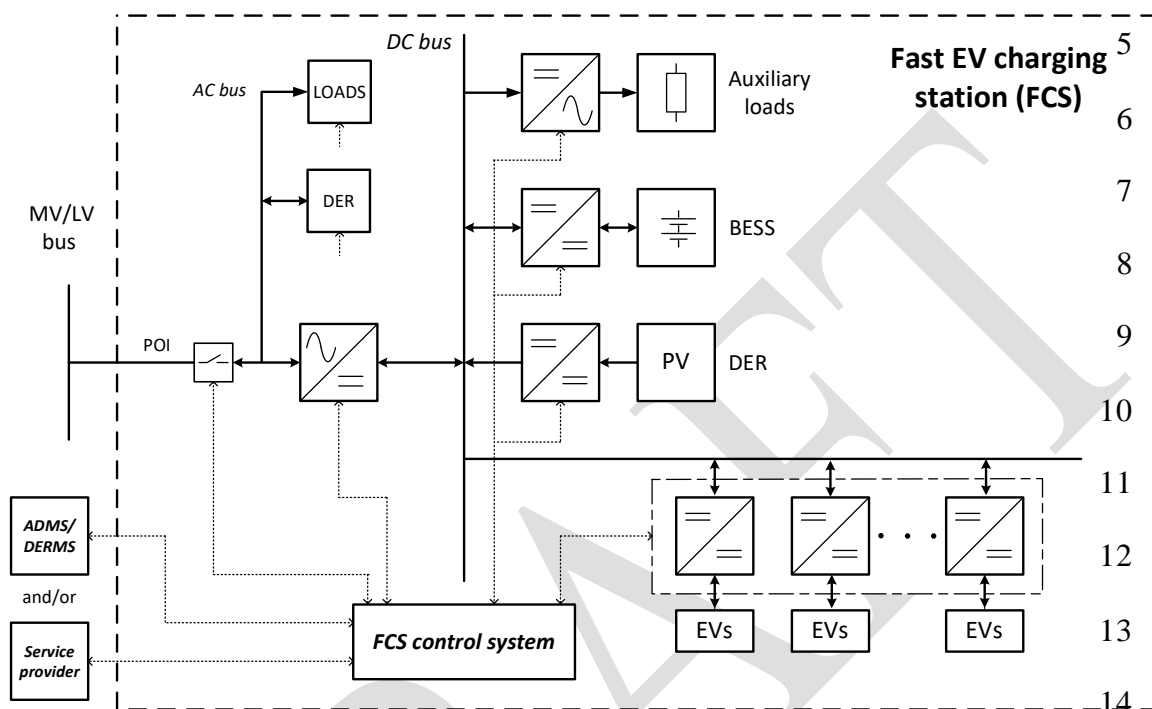 DC bus
Fast EV charging
station (FCS)
5
AC bus
LOADS
Auxiliary
loads
6
DER
7
MV/LV
bus
BESS
8
POI
PV
DER
9
10
11
ADMS/
DERMS
12
and/or
FCS control system
EVs
EVs
EVs
13
Service
provider
14
DRAFT